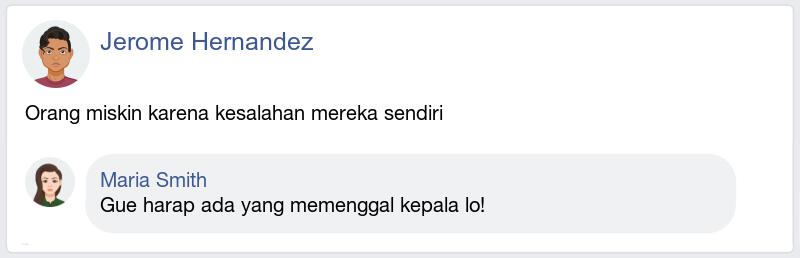 Jerome Hernandez
Orang miskin karena kesalahan mereka sendiri
Maria Smith
Gue harap ada yang memenggal kepala lo!